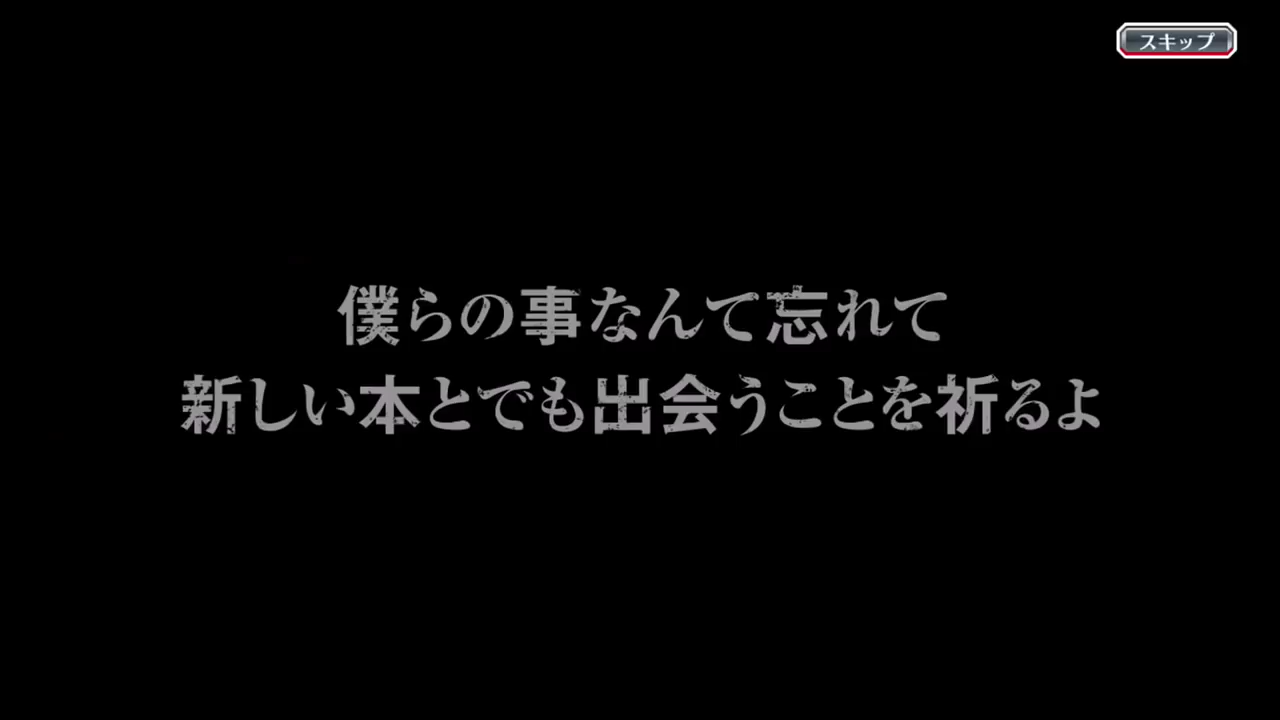 スキップ
僕らの事なんて忘れて
新しい本とでも出会うことを祈るよ